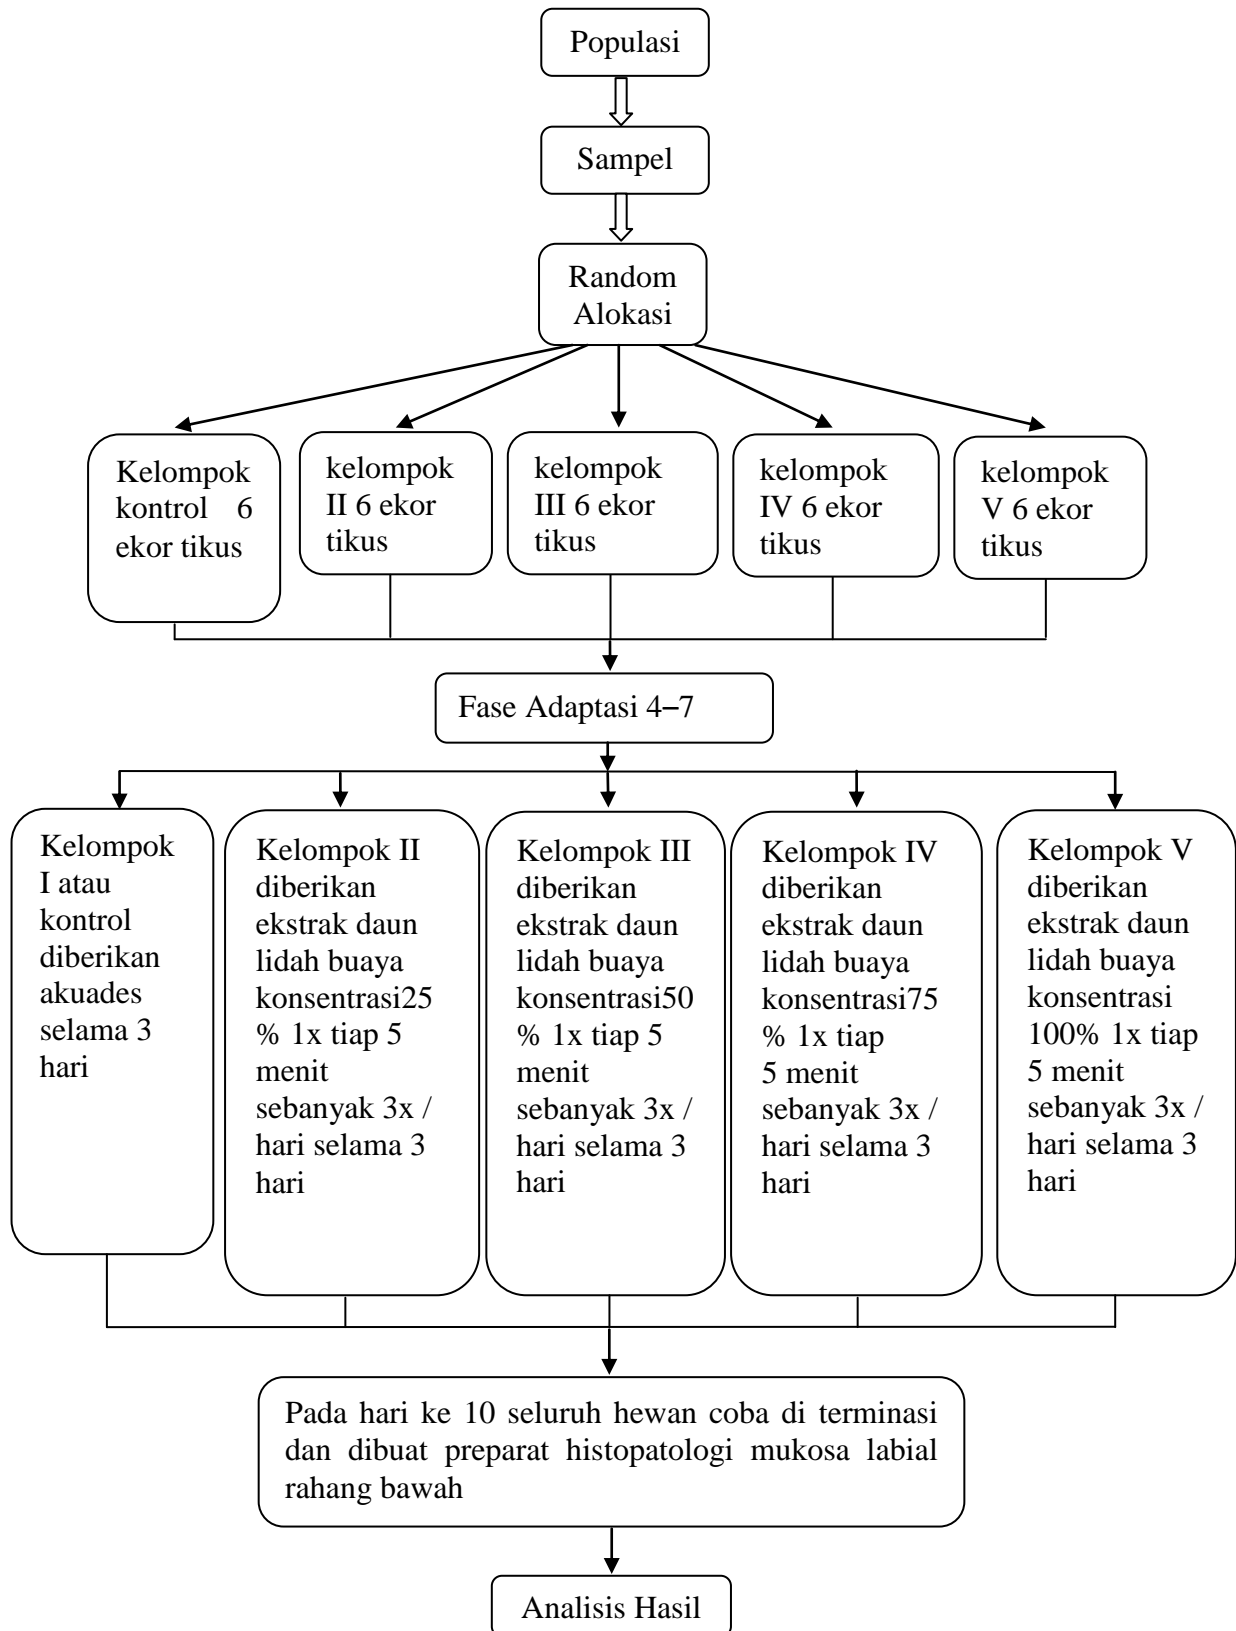 Populasi
Sampel
Random
Alokasi
Kelompok
kontrol 6
ekor tikus
kelompok
II 6 ekor
tikus
kelompok
III 6 ekor
tikus
kelompok
IV 6 ekor
tikus
kelompok
V 6 ekor
tikus
Fase Adaptasi 4–7
Kelompok
I atau
kontrol
diberikan
akuades
selama 3
hari
Kelompok II
diberikan
ekstrak daun
lidah buaya
konsentrasi25
% 1x tiap 5
menit
sebanyak 3x /
hari selama 3
hari
Kelompok III
diberikan
ekstrak daun
lidah buaya
konsentrasi50
% 1x tiap 5
menit
sebanyak 3x /
hari selama 3
hari
Kelompok IV
diberikan
ekstrak daun
lidah buaya
konsentrasi75
% 1x tiap
5 menit
sebanyak 3x /
hari selama 3
hari
Kelompok V
diberikan
ekstrak daun
lidah buaya
konsentrasi
100% 1x tiap
5 menit
sebanyak 3x /
hari selama 3
hari
Pada hari ke 10 seluruh hewan coba di terminasi
dan dibuat preparat histopatologi mukosa labial
rahang bawah
Analisis Hasil